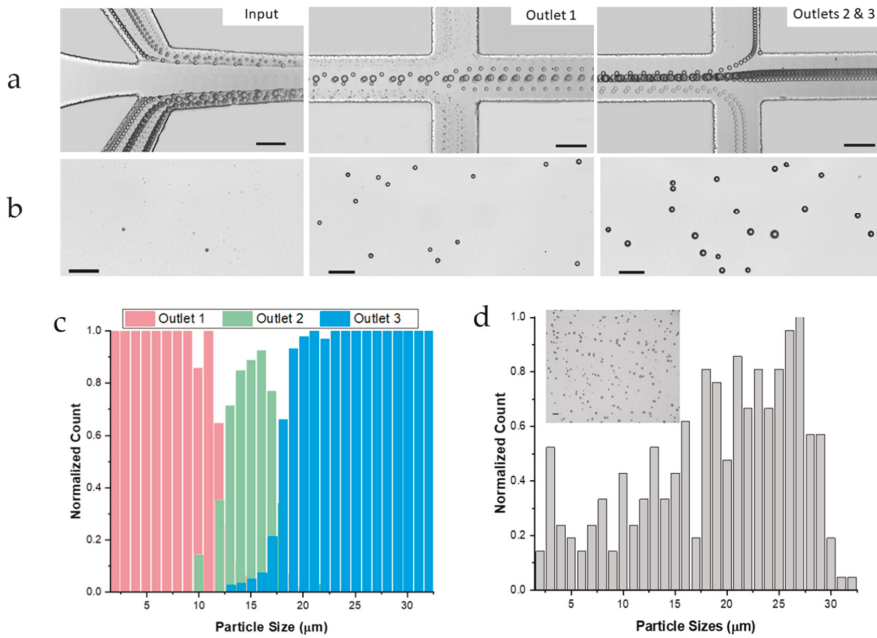 Input
Outlet 1
Outlets 2 & 3
a
b
c
Outlet 1 Outlet 2 Outlet 3
1.0
0.8
0.6
0.4
0.2
0.0
Normalized Count
5 10 15 20 25 30
Particle Size (μm)
d
1.0
0.8
0.6
0.4
0.2
0.0
Normalized Count
5 10 15 20 25 30
Particle Sizes (μm)